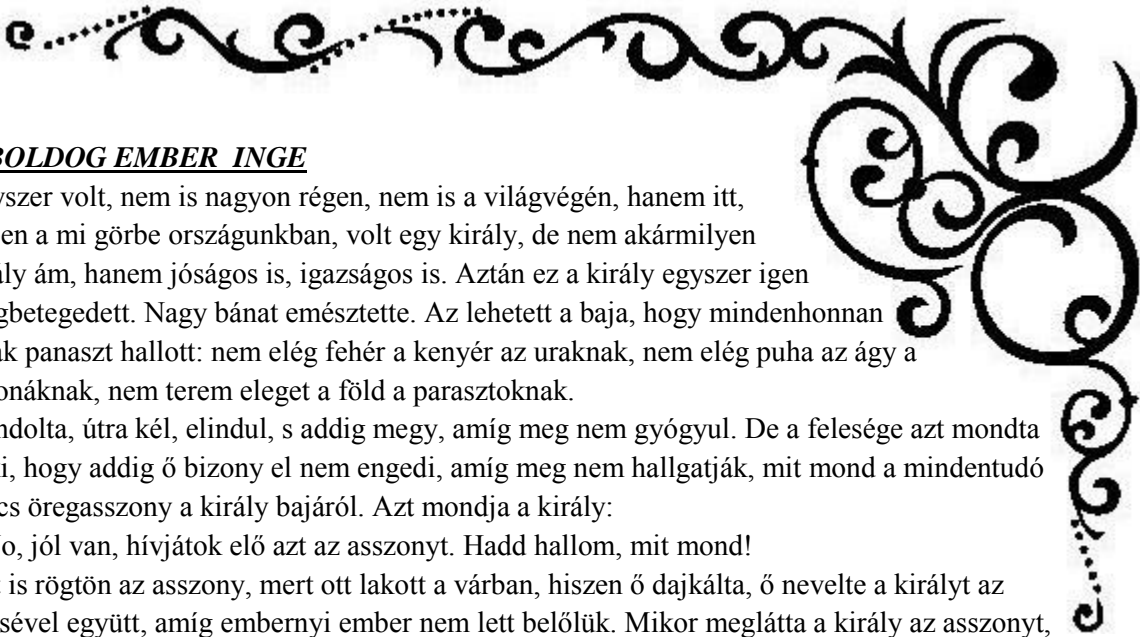 BOLDOG EMBER INGE
yszer volt, nem is nagyon régen, nem is a világvégén, hanem itt,
en a mi görbe országunkban, volt egy király, de nem akármilyen
ály ám, hanem jóságos is, igazságos is. Aztán ez a király egyszer igen
gbetegedett. Nagy bánat emésztette. Az lehetett a baja, hogy mindenhonnan
ak panaszt hallott: nem elég fehér a kenyér az uraknak, nem elég puha az ágy a
onáknak, nem terem eleget a föld a parasztoknak.
ndolta, útra kél, elindul, s addig megy, amíg meg nem gyógyul. De a felesége azt mondta
i, hogy addig ő bizony el nem engedi, amíg meg nem hallgatják, mit mond a mindentudó
cs öregasszony a király bajáról. Azt mondja a király:
o, jól van, hívjátok elő azt az asszonyt. Hadd hallom, mit mond!
is rögtön az asszony, mert ott lakott a várban, hiszen ő dajkálta, ő nevelte a királyt az
sével együtt, amíg embernyi ember nem lett belőlük. Mikor meglátta a király az asszonyt,